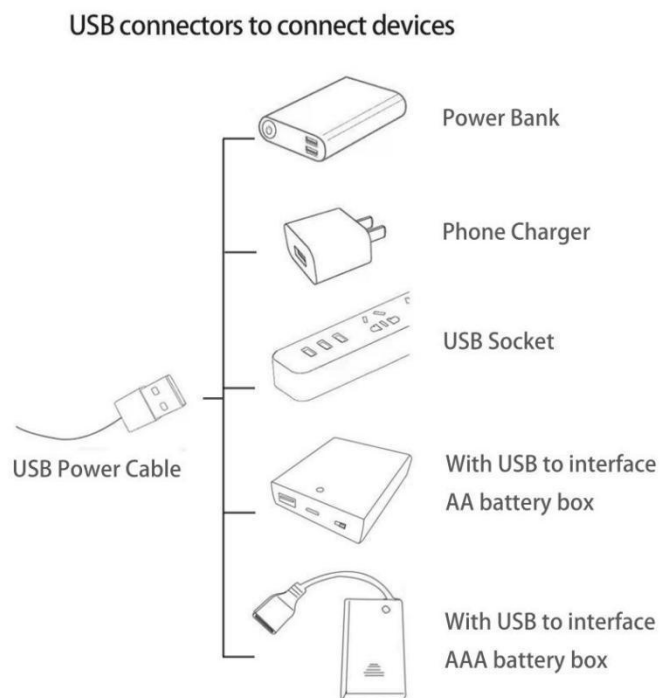 USB connectors to connect devices
Power Bank
Phone Charger
USB Socket
USB Power Cable
With USB to interface
AA battery box
With USB to interface
AAA battery box